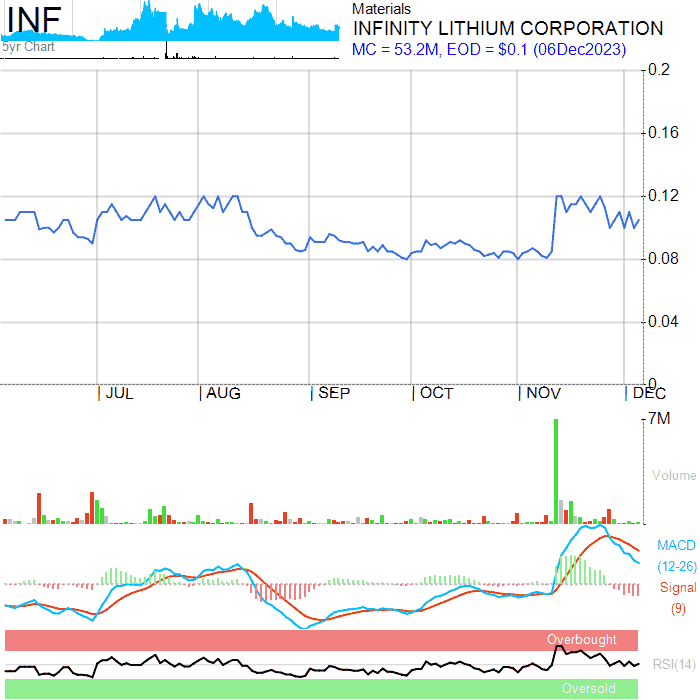 INF
5yr Chart
Materials
INFINITY LITHIUM CORPORATION
MC = 53.2M, EOD = $0.1 (06Dec2023)
0.2
0.16
0.12
0.08
0.04
0
| JUL | AUG | SEP | OCT | NOV | DEC
7M
Volume
MACD
(12-26)
Signal
(9)
Overbought
RSI(14)
Oversold